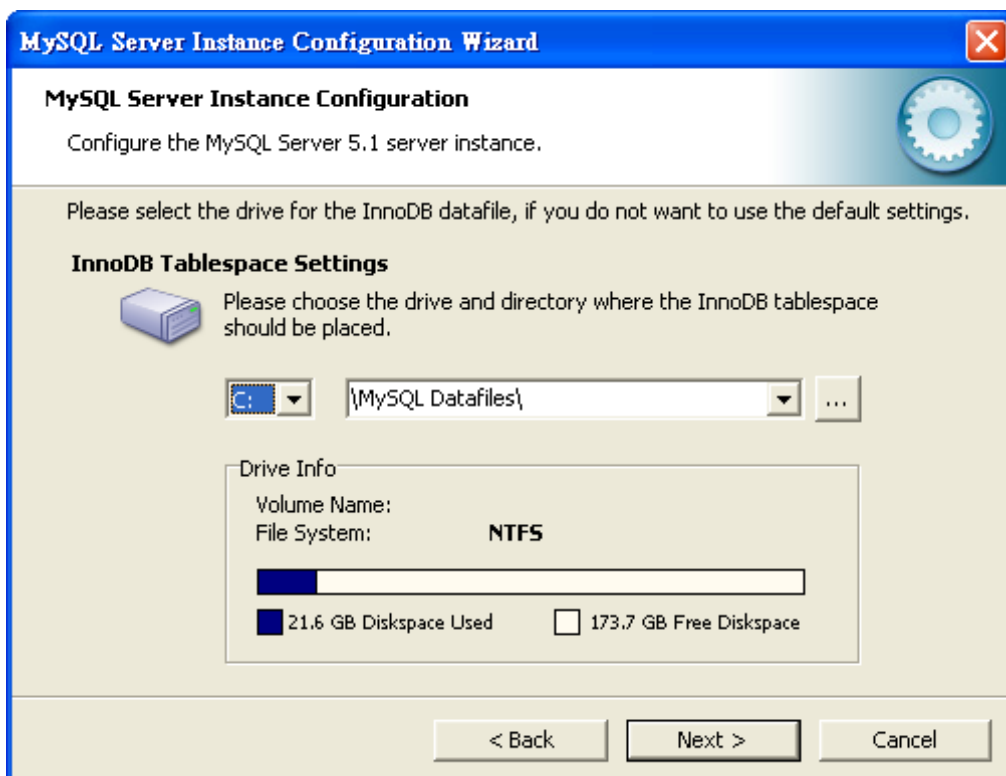 MySQL Server Instance Configuration Wizard
MySQL Server Instance Configuration
Configure the MySQL Server 5.1 server instance.
Please select the drive for the InnoDB datafile, if you do not want to use the default settings.
InnoDB Tablespace Settings
Please choose the drive and directory where the InnoDB tablespace
should be placed.
C: \MySQL Datafiles\ ...
Drive Info
Volume Name:
File System: NTFS
21.6 GB Diskspace Used 173.7 GB Free Diskspace
< Back Next > Cancel